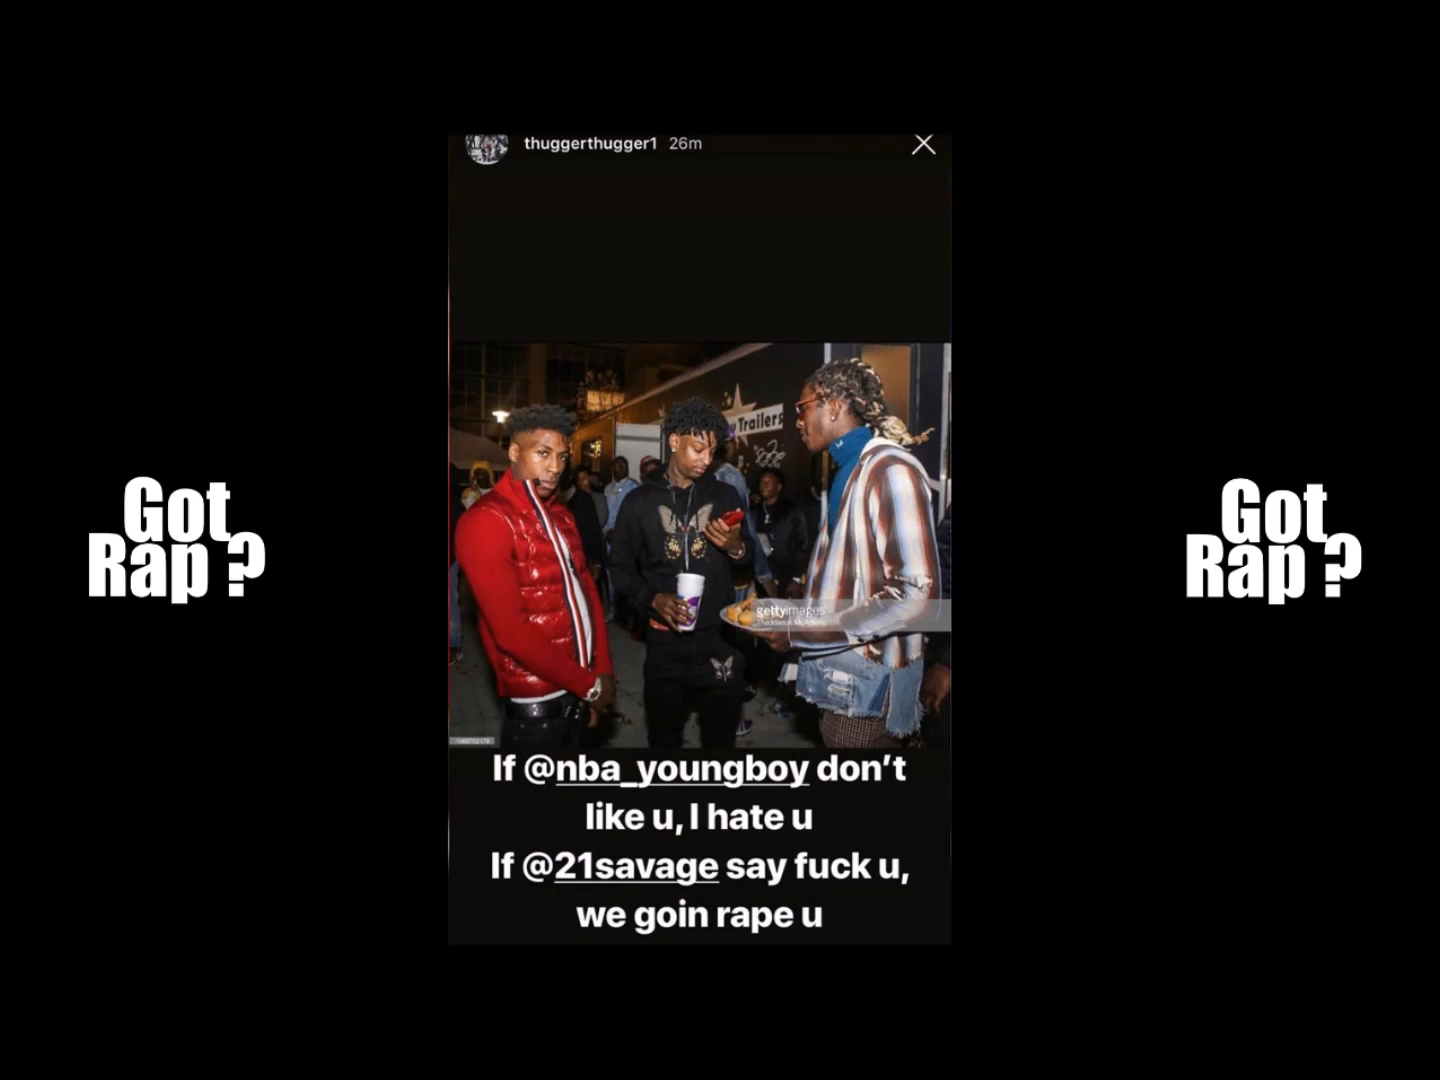 thuggerthugger1 26m
Trailers
gettyimages
If @nba_youngboy don’t
like u, I hate u
If @21savage say fuck u,
we goin rape u
Got
Rap ?
Got
Rap ?